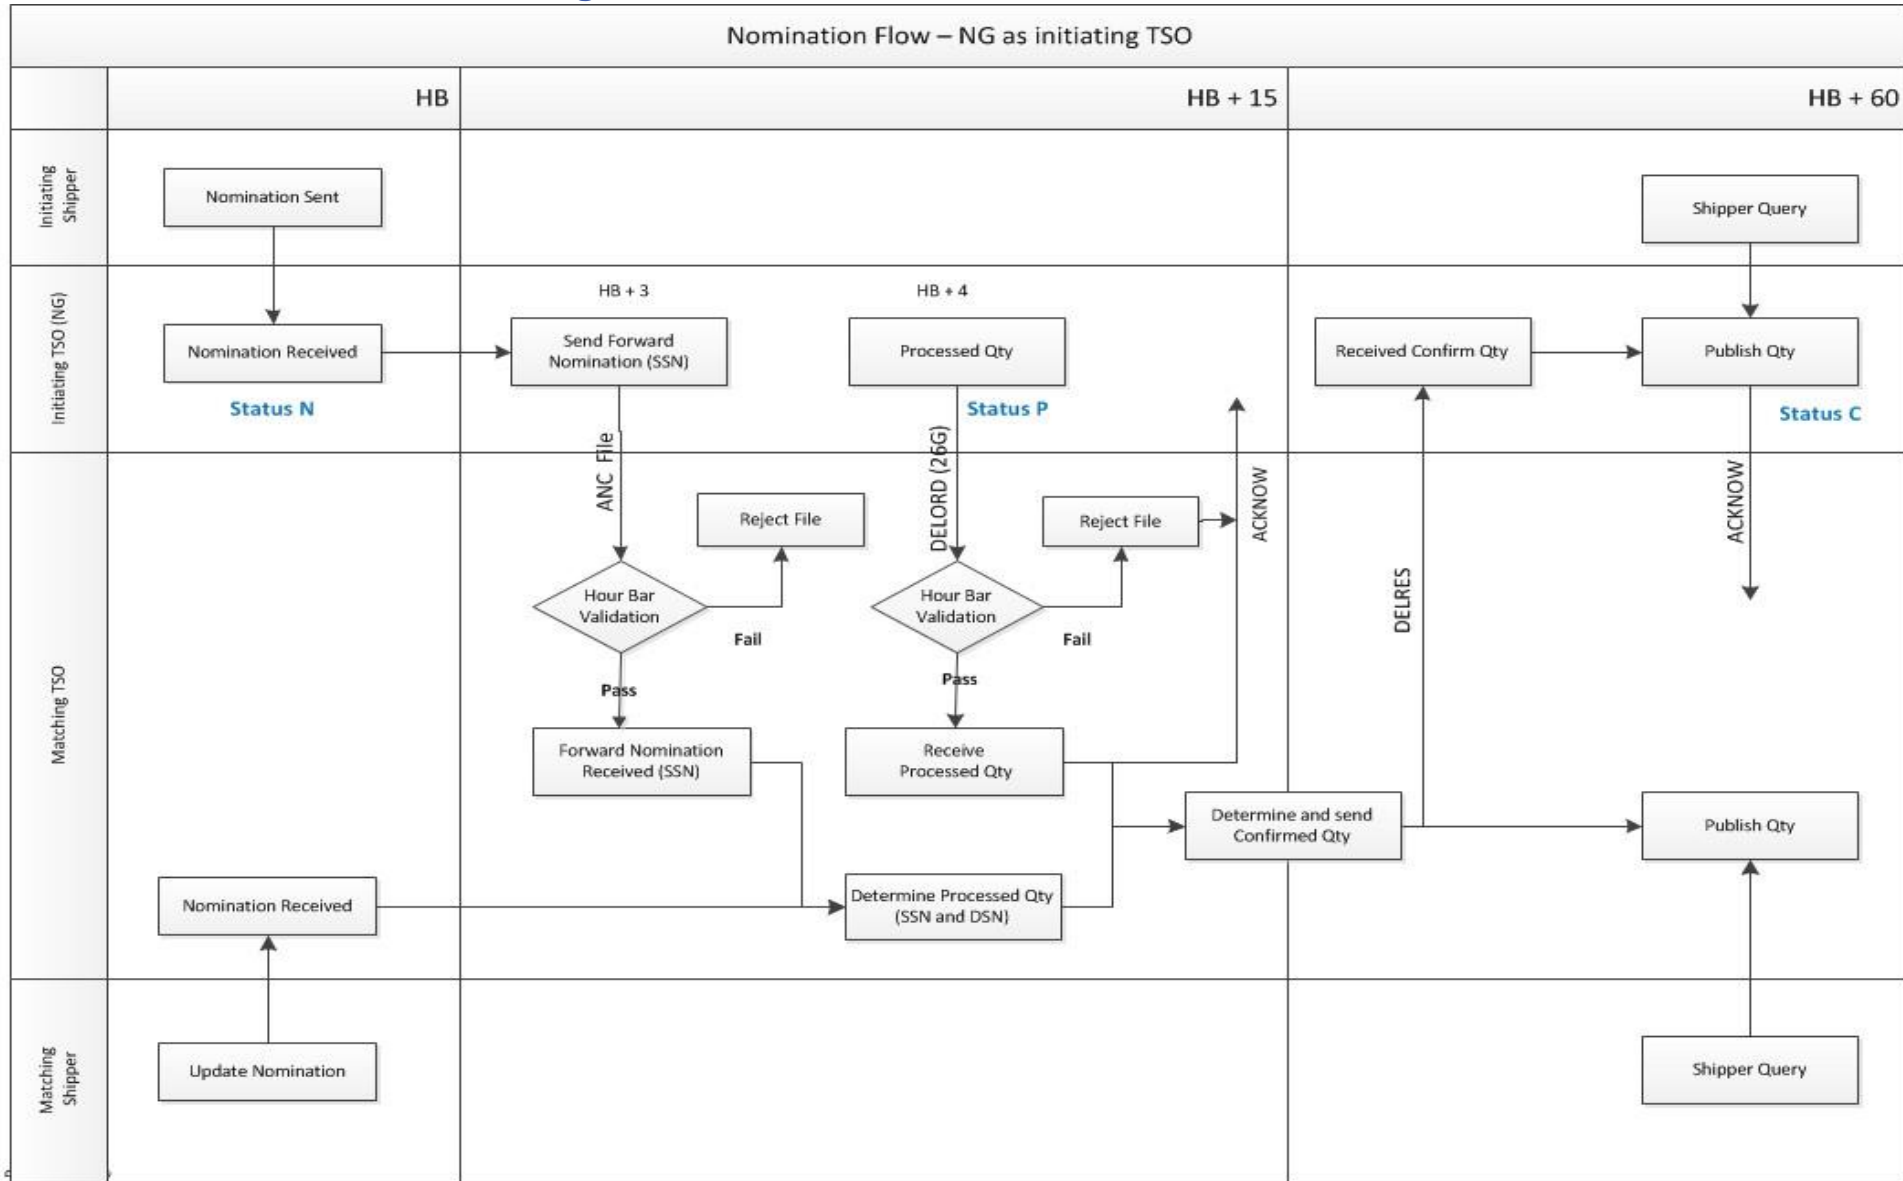 Nomination Flow – NG as initiating TSO
HB
HB + 15
HB + 60
Initiating
Shipper
Nomination Sent
Shipper Query
Initiating TSO (NG)
HB + 3
HB + 4
Nomination Received
Send Forward
Nomination (SSN)
Processed Qty
Received Confirm Qty
Publish Qty
Status N
Status P
Status C
Matching TSO
ANC File
DELORD (26G)
ACKNOW
DELRES
ACKNOW
Reject File
Reject File
Hour Bar
Validation
Fail
Hour Bar
Validation
Fail
Pass
Pass
Forward Nomination
Received (SSN)
Receive
Processed Qty
Determine and send
Confirmed Qty
Publish Qty
Nomination Received
Determine Processed Qty
(SSN and DSN)
Matching
Shipper
Update Nomination
Shipper Query